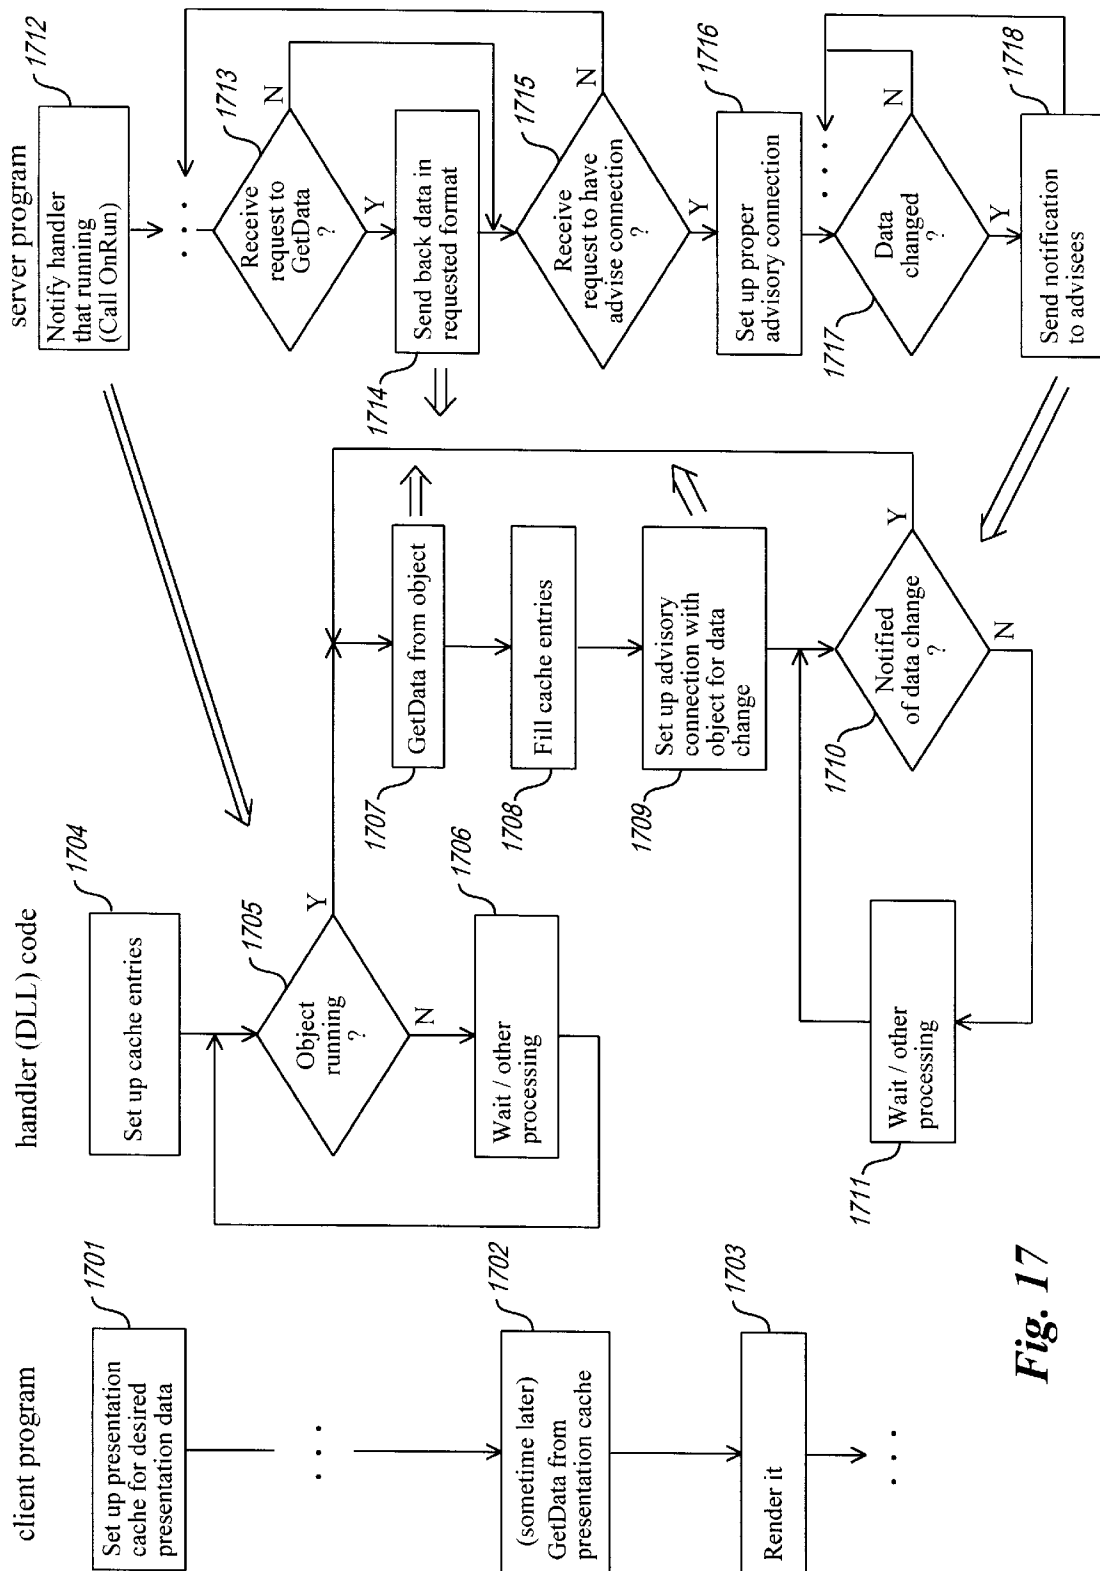 client program
Set up presentation
cache for desired
presentation data
1701
. . .
(sometime later)
GetData from
presentation cache
1702
Render it
1703
. . .
handler (DLL) code
Set up cache entries
1704
Object
running
?
1705
Y
N
Wait / other
processing
1706
GetData from object
1707
Fill cache entries
1708
Set up advisory
connection with
object for data
change
1709
Notified
of data change
?
1710
Y
N
Wait / other
processing
1711
server program
Notify handler
that running
(Call OnRun)
1712
. .
Receive
request to
GetData
?
1713
N
Y
Send back data in
requested format
1714
Receive
request to have
advise connection
?
1715
N
Y
Set up proper
advisory connection
1716
. . . .
Data
changed
?
1717
N
Y
Send notification
to advisees
1718
Fig. 17